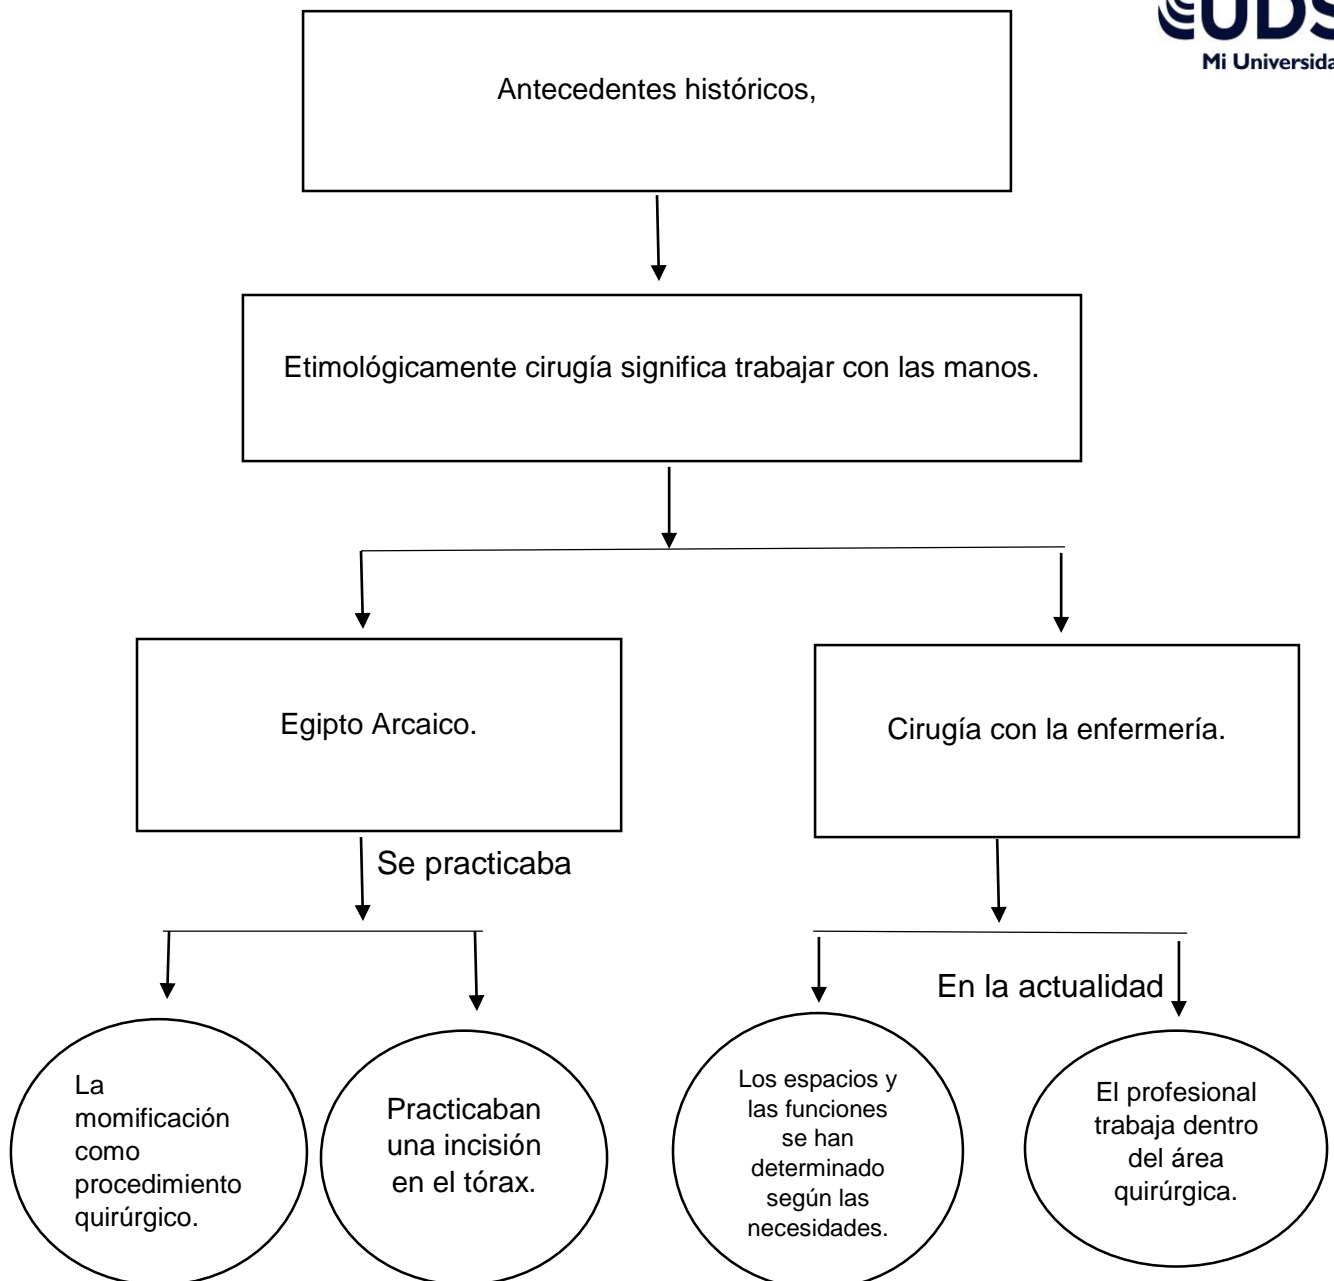 UDS
Mi Universida
Antecedentes históricos,
Etimológicamente cirugía significa trabajar con las manos.
Egipto Arcaico.
Cirugía con la enfermería.
Se practicaba
En la actualidad
La
momificación
como
procedimiento
quirúrgico.
Practicaban
una incisión
en el tórax.
Los espacios y
las funciones
se han
determinado
según las
necesidades.
El profesional
trabaja dentro
del área
quirúrgica.